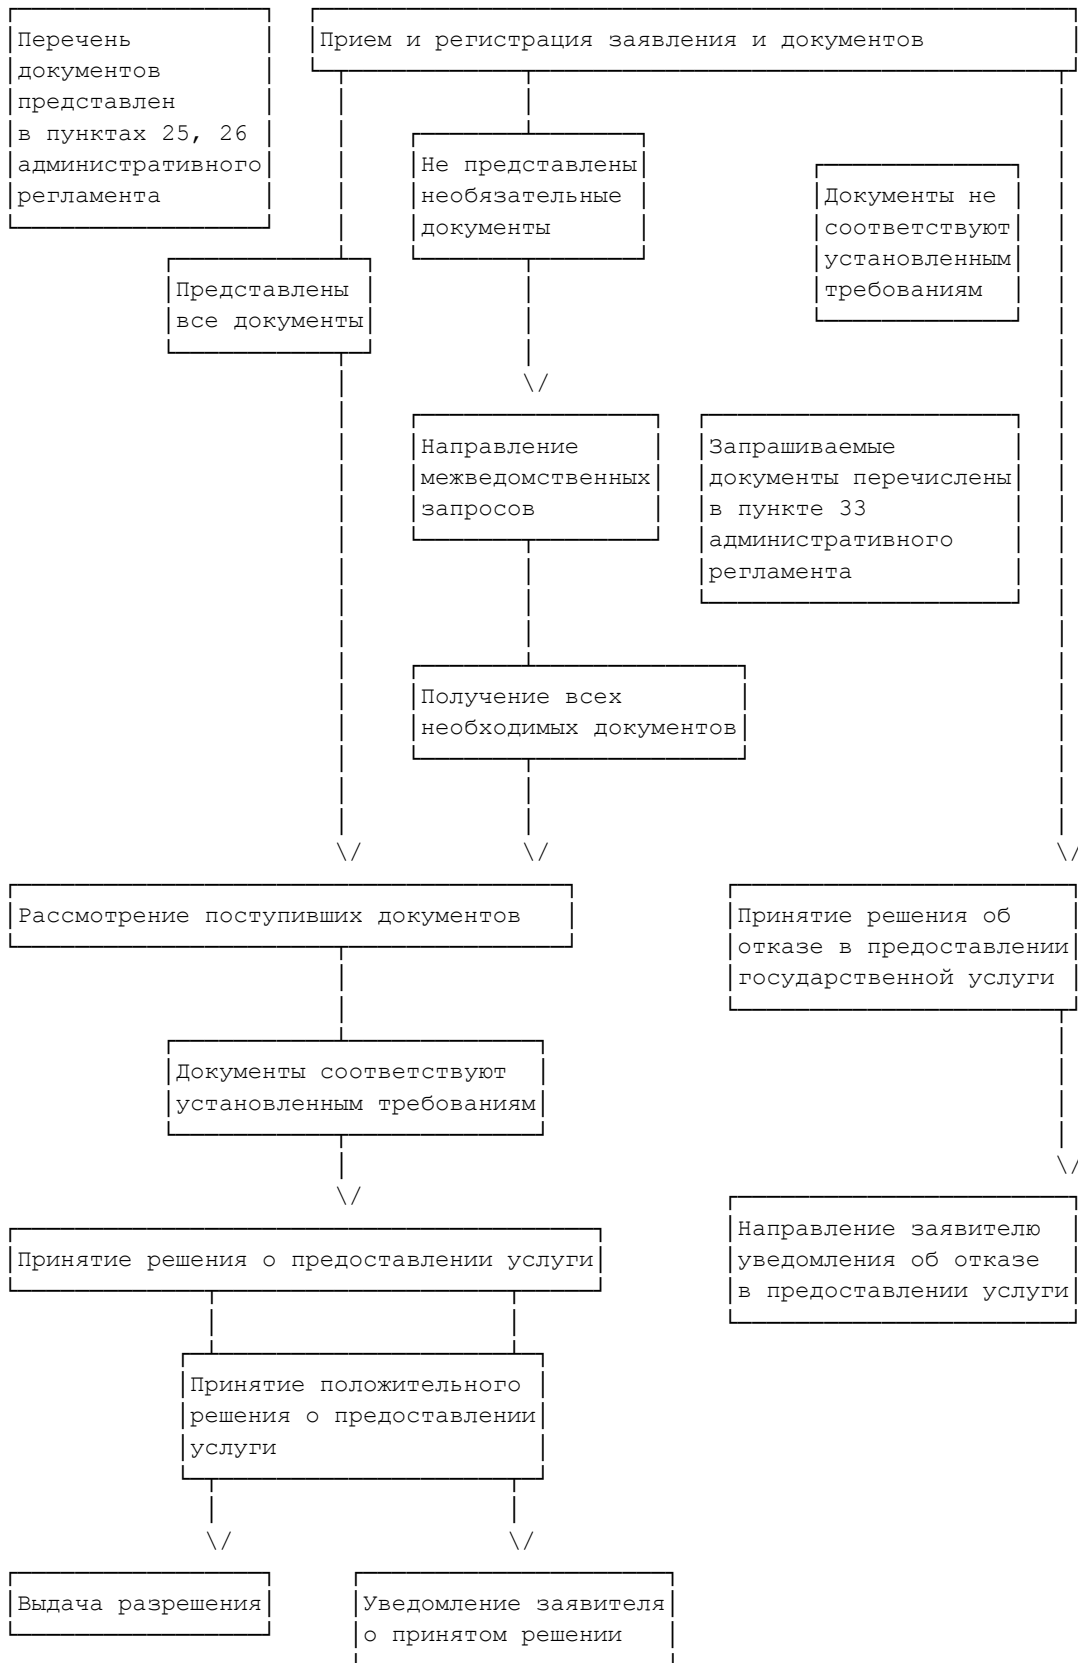 Перечень
документов
представлен
в пунктах 25, 26
административного
регламента
Прием и регистрация заявления и документов
Не представлены
необязательные
документы
Документы не
соответствуют
установленным
требованиям
Представлены
все документы
Направление
межведомственных
запросов
Запрашиваемые
документы перечислены
в пункте 33
административного
регламента
Получение всех
необходимых документов
Рассмотрение поступивших документов
Принятие решения об
отказе в предоставлении
государственной услуги
Документы соответствуют
установленным требованиям
Принятие решения о предоставлении услуги
Направление заявителю
уведомления об отказе
в предоставлении услуги
Принятие положительного
решения о предоставлении
услуги
Выдача разрешения
Уведомление заявителя
о принятом решении